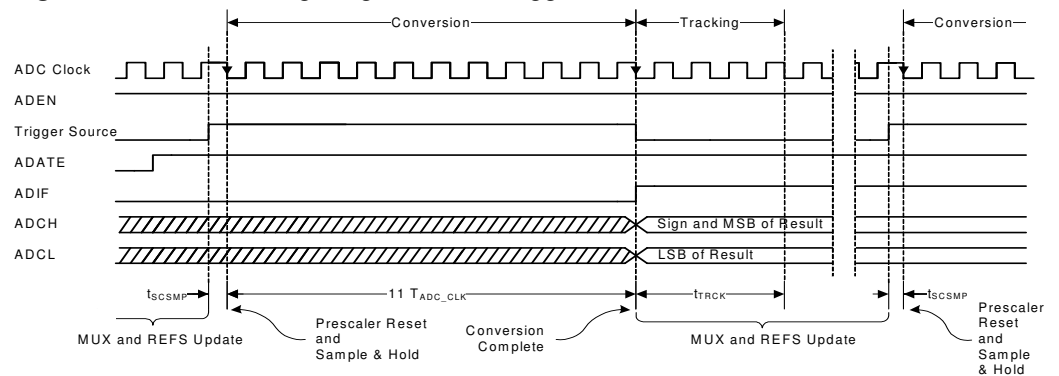 Conversion
Tracking
Conversion
ADC Clock
ADEN
Trigger Source
ADATE
ADIF
ADCH
Sign and MSB of Result
ADCL
LSB of Result
tSCSMP
11 TADC_CLK
tTRCK
tSCSMP
MUX and REFS Update
Prescaler Reset
and
Sample & Hold
Conversion
Complete
MUX and REFS Update
Prescaler
Reset
and
Sample
& Hold